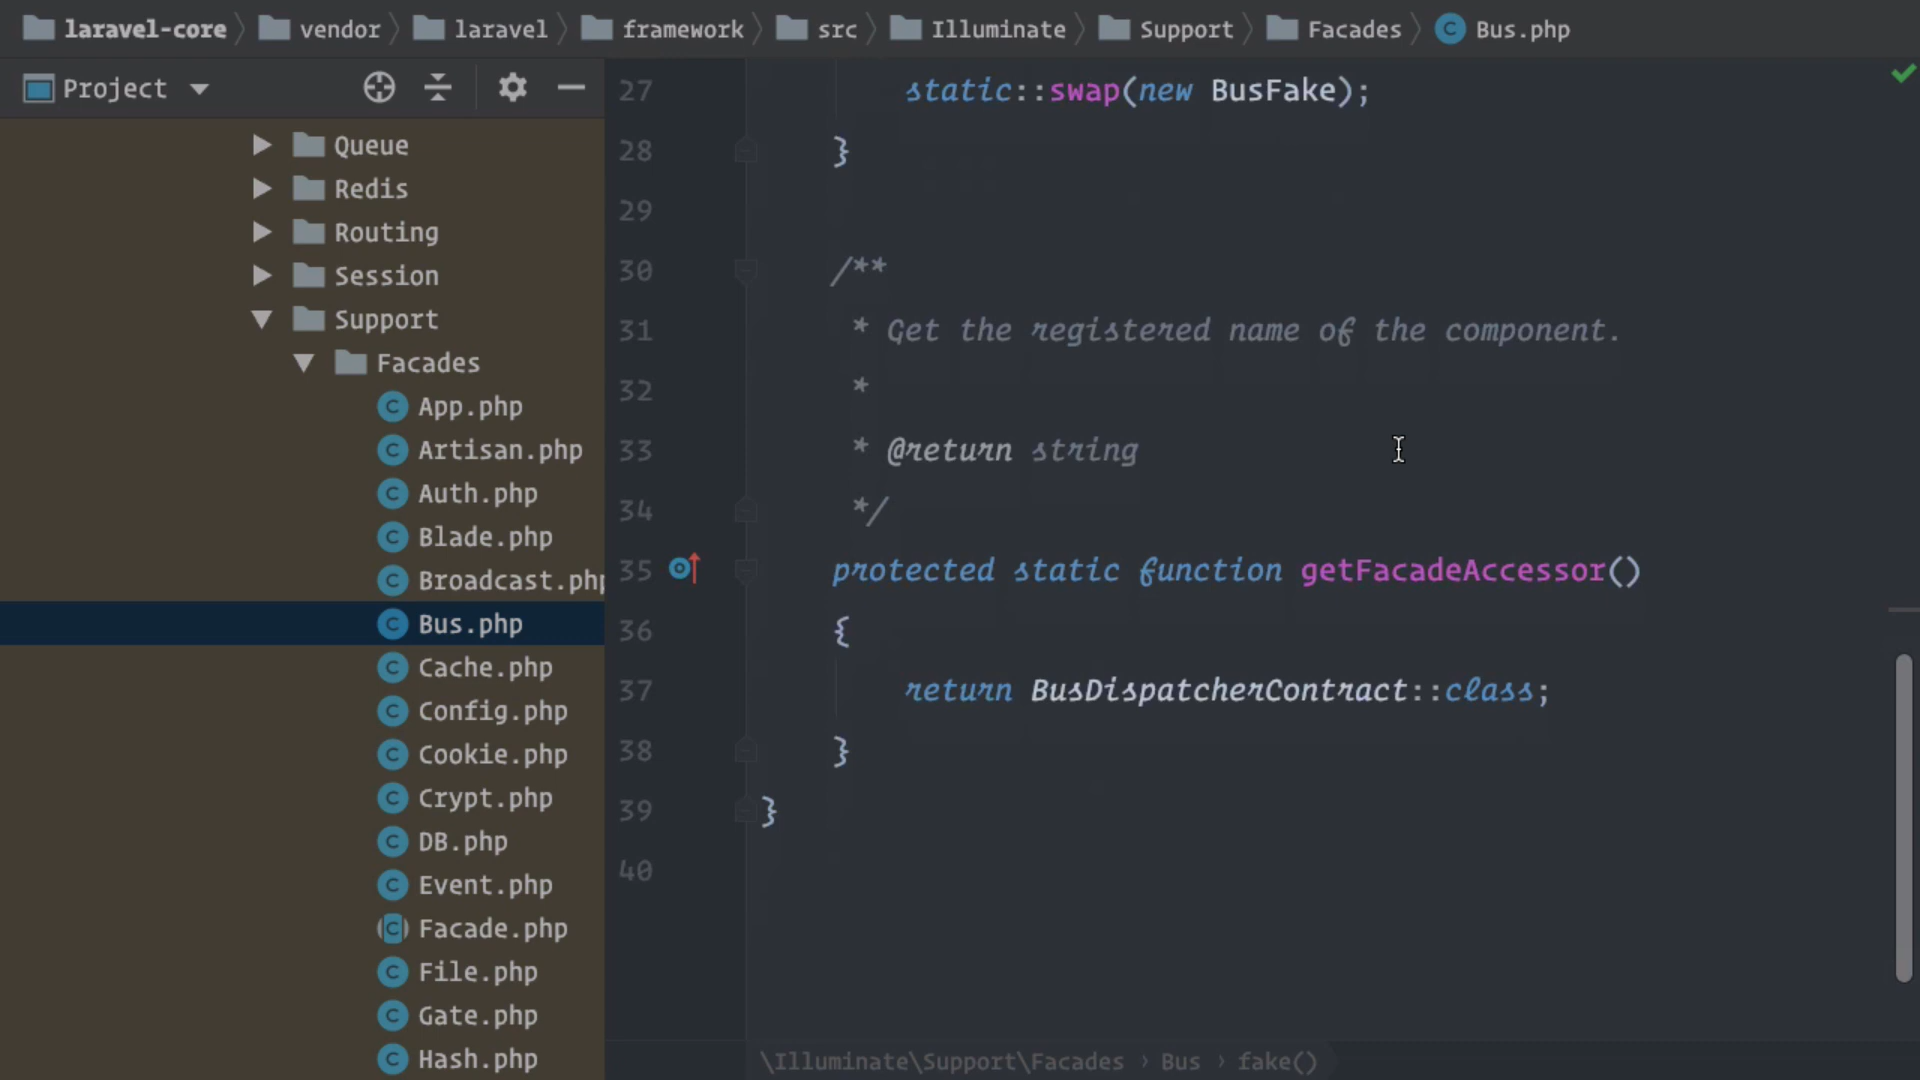 laravel-core vendor laravel framework src Illuminate Support Facades Bus.php
Project
Queue
Redis
Routing
Session
Support
Facades
App.php
Artisan.php
Auth.php
Blade.php
Broadcast.php
Bus.php
Cache.php
Config.php
Cookie.php
Crypt.php
DB.php
Event.php
Facade.php
File.php
Gate.php
Hash.php
27 static::swap(new BusFake);
28 }
29
30 /**
31 * Get the registered name of the component.
32 *
33 * @return string
34 */
35 protected static function getFacadeAccessor()
36 {
37 return BusDispatcherContract::class;
38 }
39 }
40
\Illuminate\Support\Facades › Bus › fake()